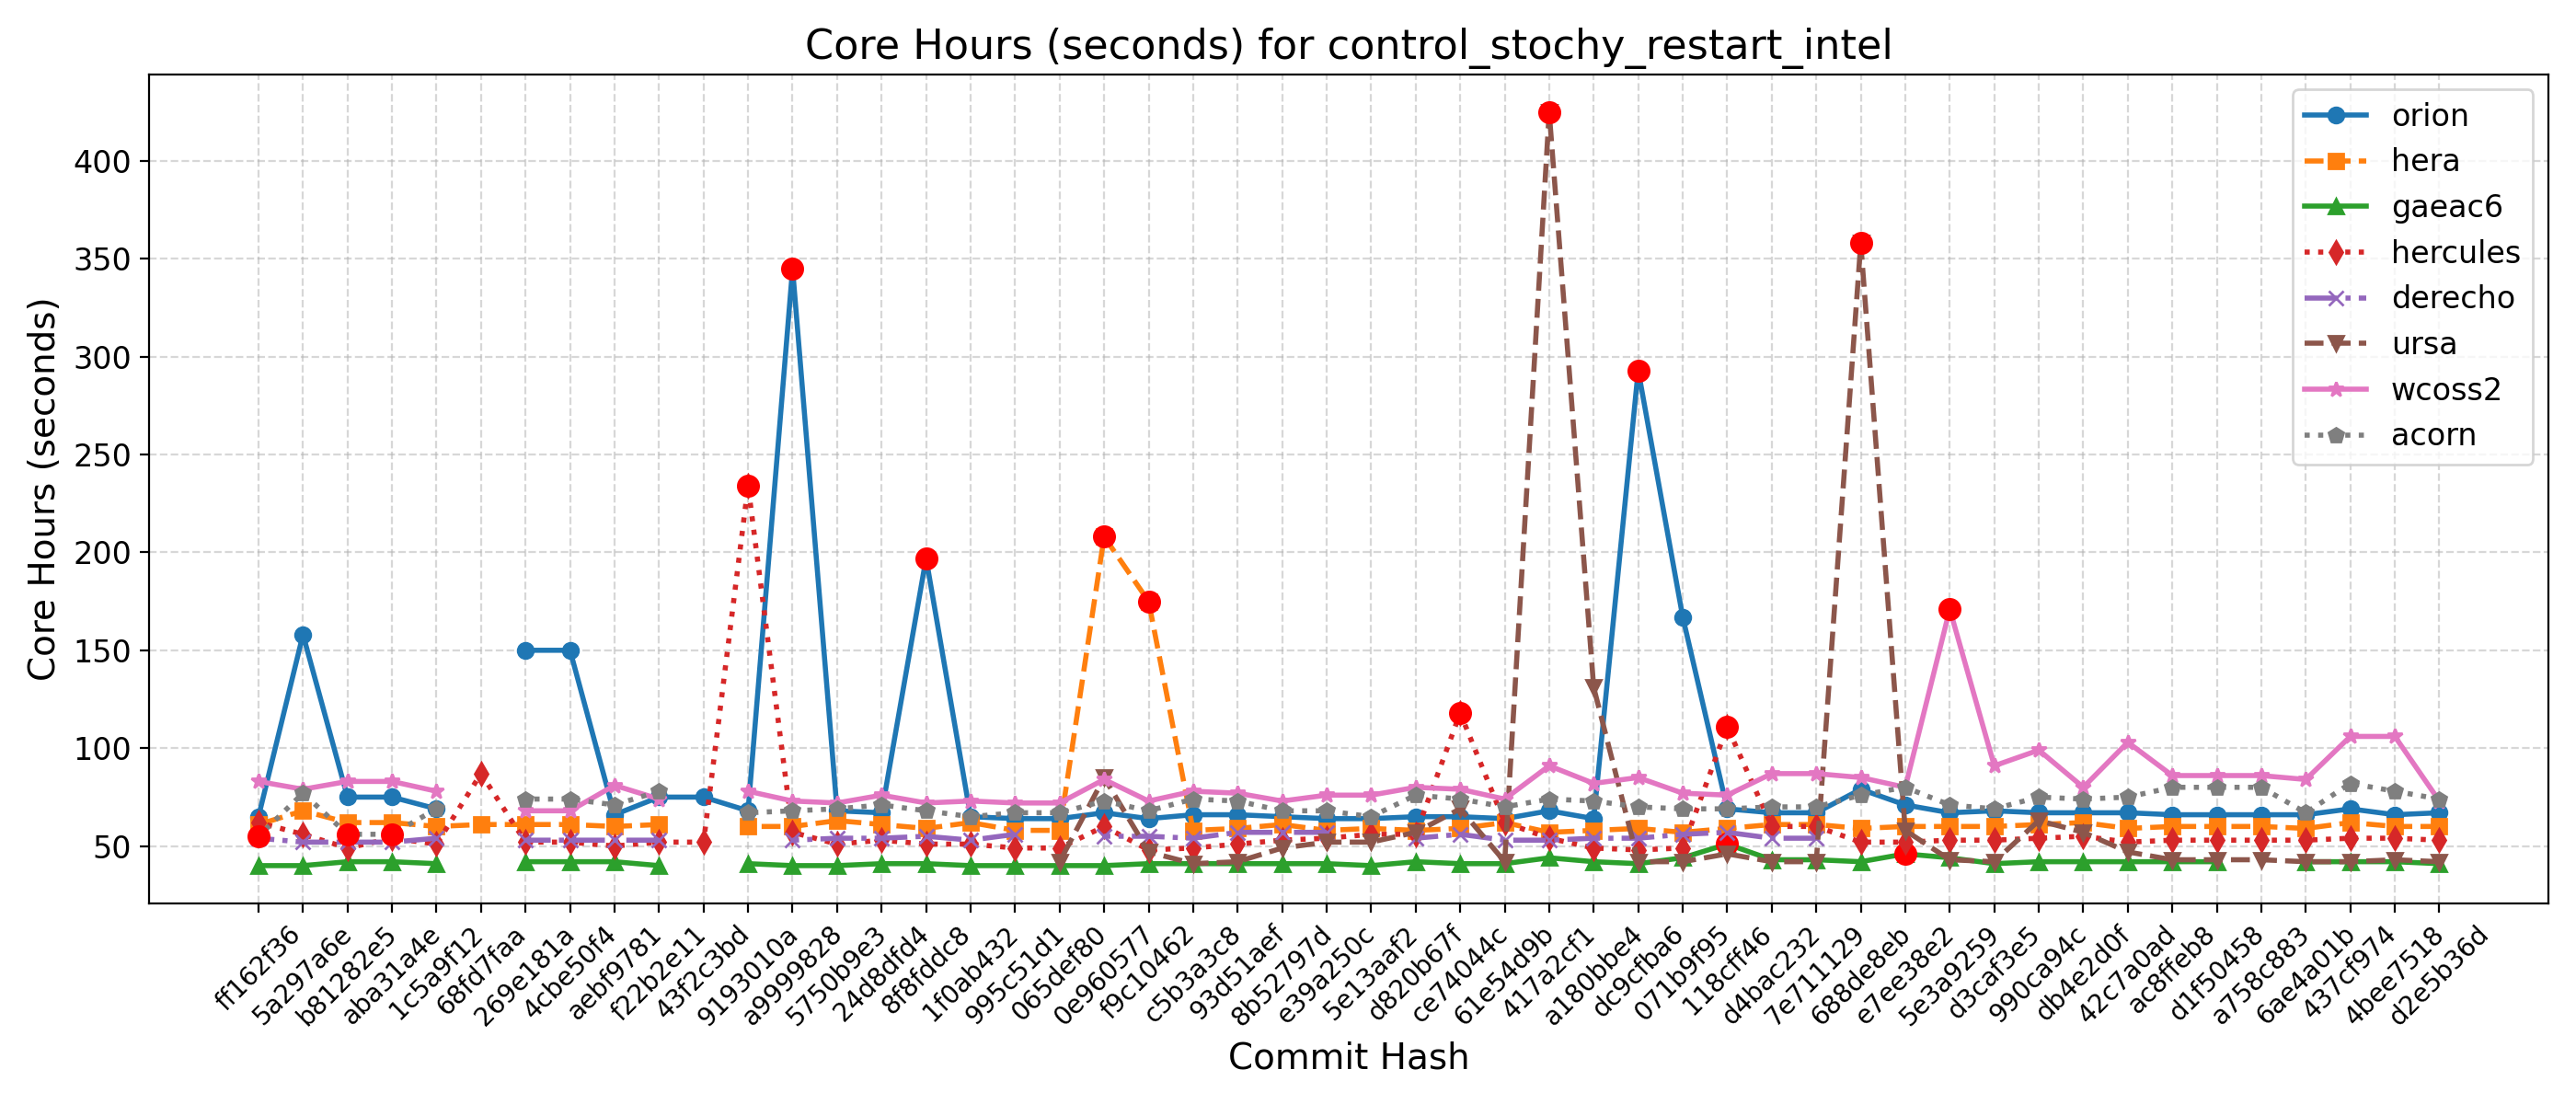 Core Hours (seconds) for control_stochy_restart_intel
Core Hours (seconds)
400
350
300
250
200
150
100
50
orion
hera
gaeac6
hercules
derecho
ursa
wcoss2
acorn
ff162f36
5a297a6e
b81282e5
aba31a4e
1c5a9f12
68fd7faa
269e181a
4cbe50f4
aebf9781
f22b2e11
43f2c3bd
9193010a
a9999828
5750b9e3
24d8dfd4
8f8fddc8
1f0ab432
995c51d1
065def80
0e960577
f9c10462
c5b3a3c8
93d51aef
8b52797d
e39a250c
5e13aaf2
d820b67f
ce74044c
61e54d9b
417a2cf1
a180bbe4
dc9cfba6
071b9f95
118cff46
d4bac232
7e711129
688de8eb
e7ee38e2
5e3a9259
d3caf3e5
990ca94c
db4e2d0f
42c7a0ad
ac8ffeb8
d1f50458
a758c883
6ae4a01b
437cf974
4bee7518
d2e5b36d
Commit Hash